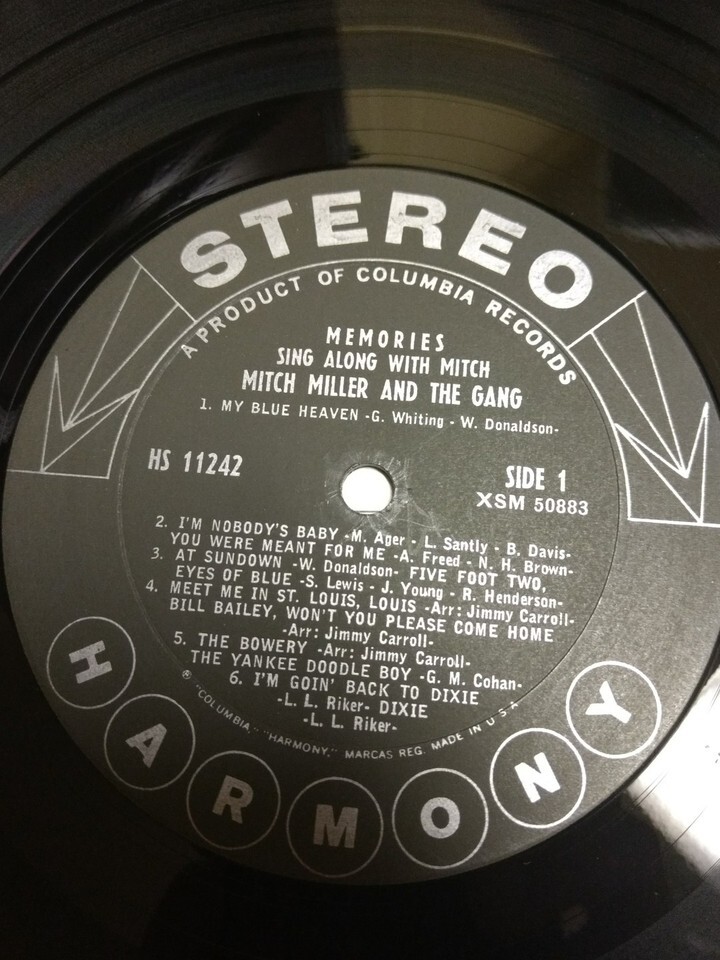 STEREO
A PRODUCT OF COLUMBIA RECORDS
MEMORIES
SING ALONG WITH MITCH
MITCH MILLER AND THE GANG
1. MY BLUE HEAVEN -G. Whiting - W. Donaldson-
HS 11242
SIDE 1
XSM 50883
2. I'M NOBODY'S BABY -M. Ager - L. Santly - B. Davis-
YOU WERE MEANT FOR ME -A. Freed - N. H. Brown-
3. AT SUNDOWN -W. Donaldson- FIVE FOOT TWO,
EYES OF BLUE -S. Lewis - J. Young - R. Henderson-
4. MEET ME IN ST. LOUIS, LOUIS -Arr: Jimmy Carroll-
BILL BAILEY, WON'T YOU PLEASE COME HOME
-Arr: Jimmy Carroll-
5. THE BOWERY -Arr: Jimmy Carroll-
THE YANKEE DOODLE BOY -G. M. Cohan-
6. I'M GOIN' BACK TO DIXIE
-L. L. Riker- DIXIE
-L. L. Riker-
® "COLUMBIA," "HARMONY," MARCAS REG. MADE IN U S A
HARMONY